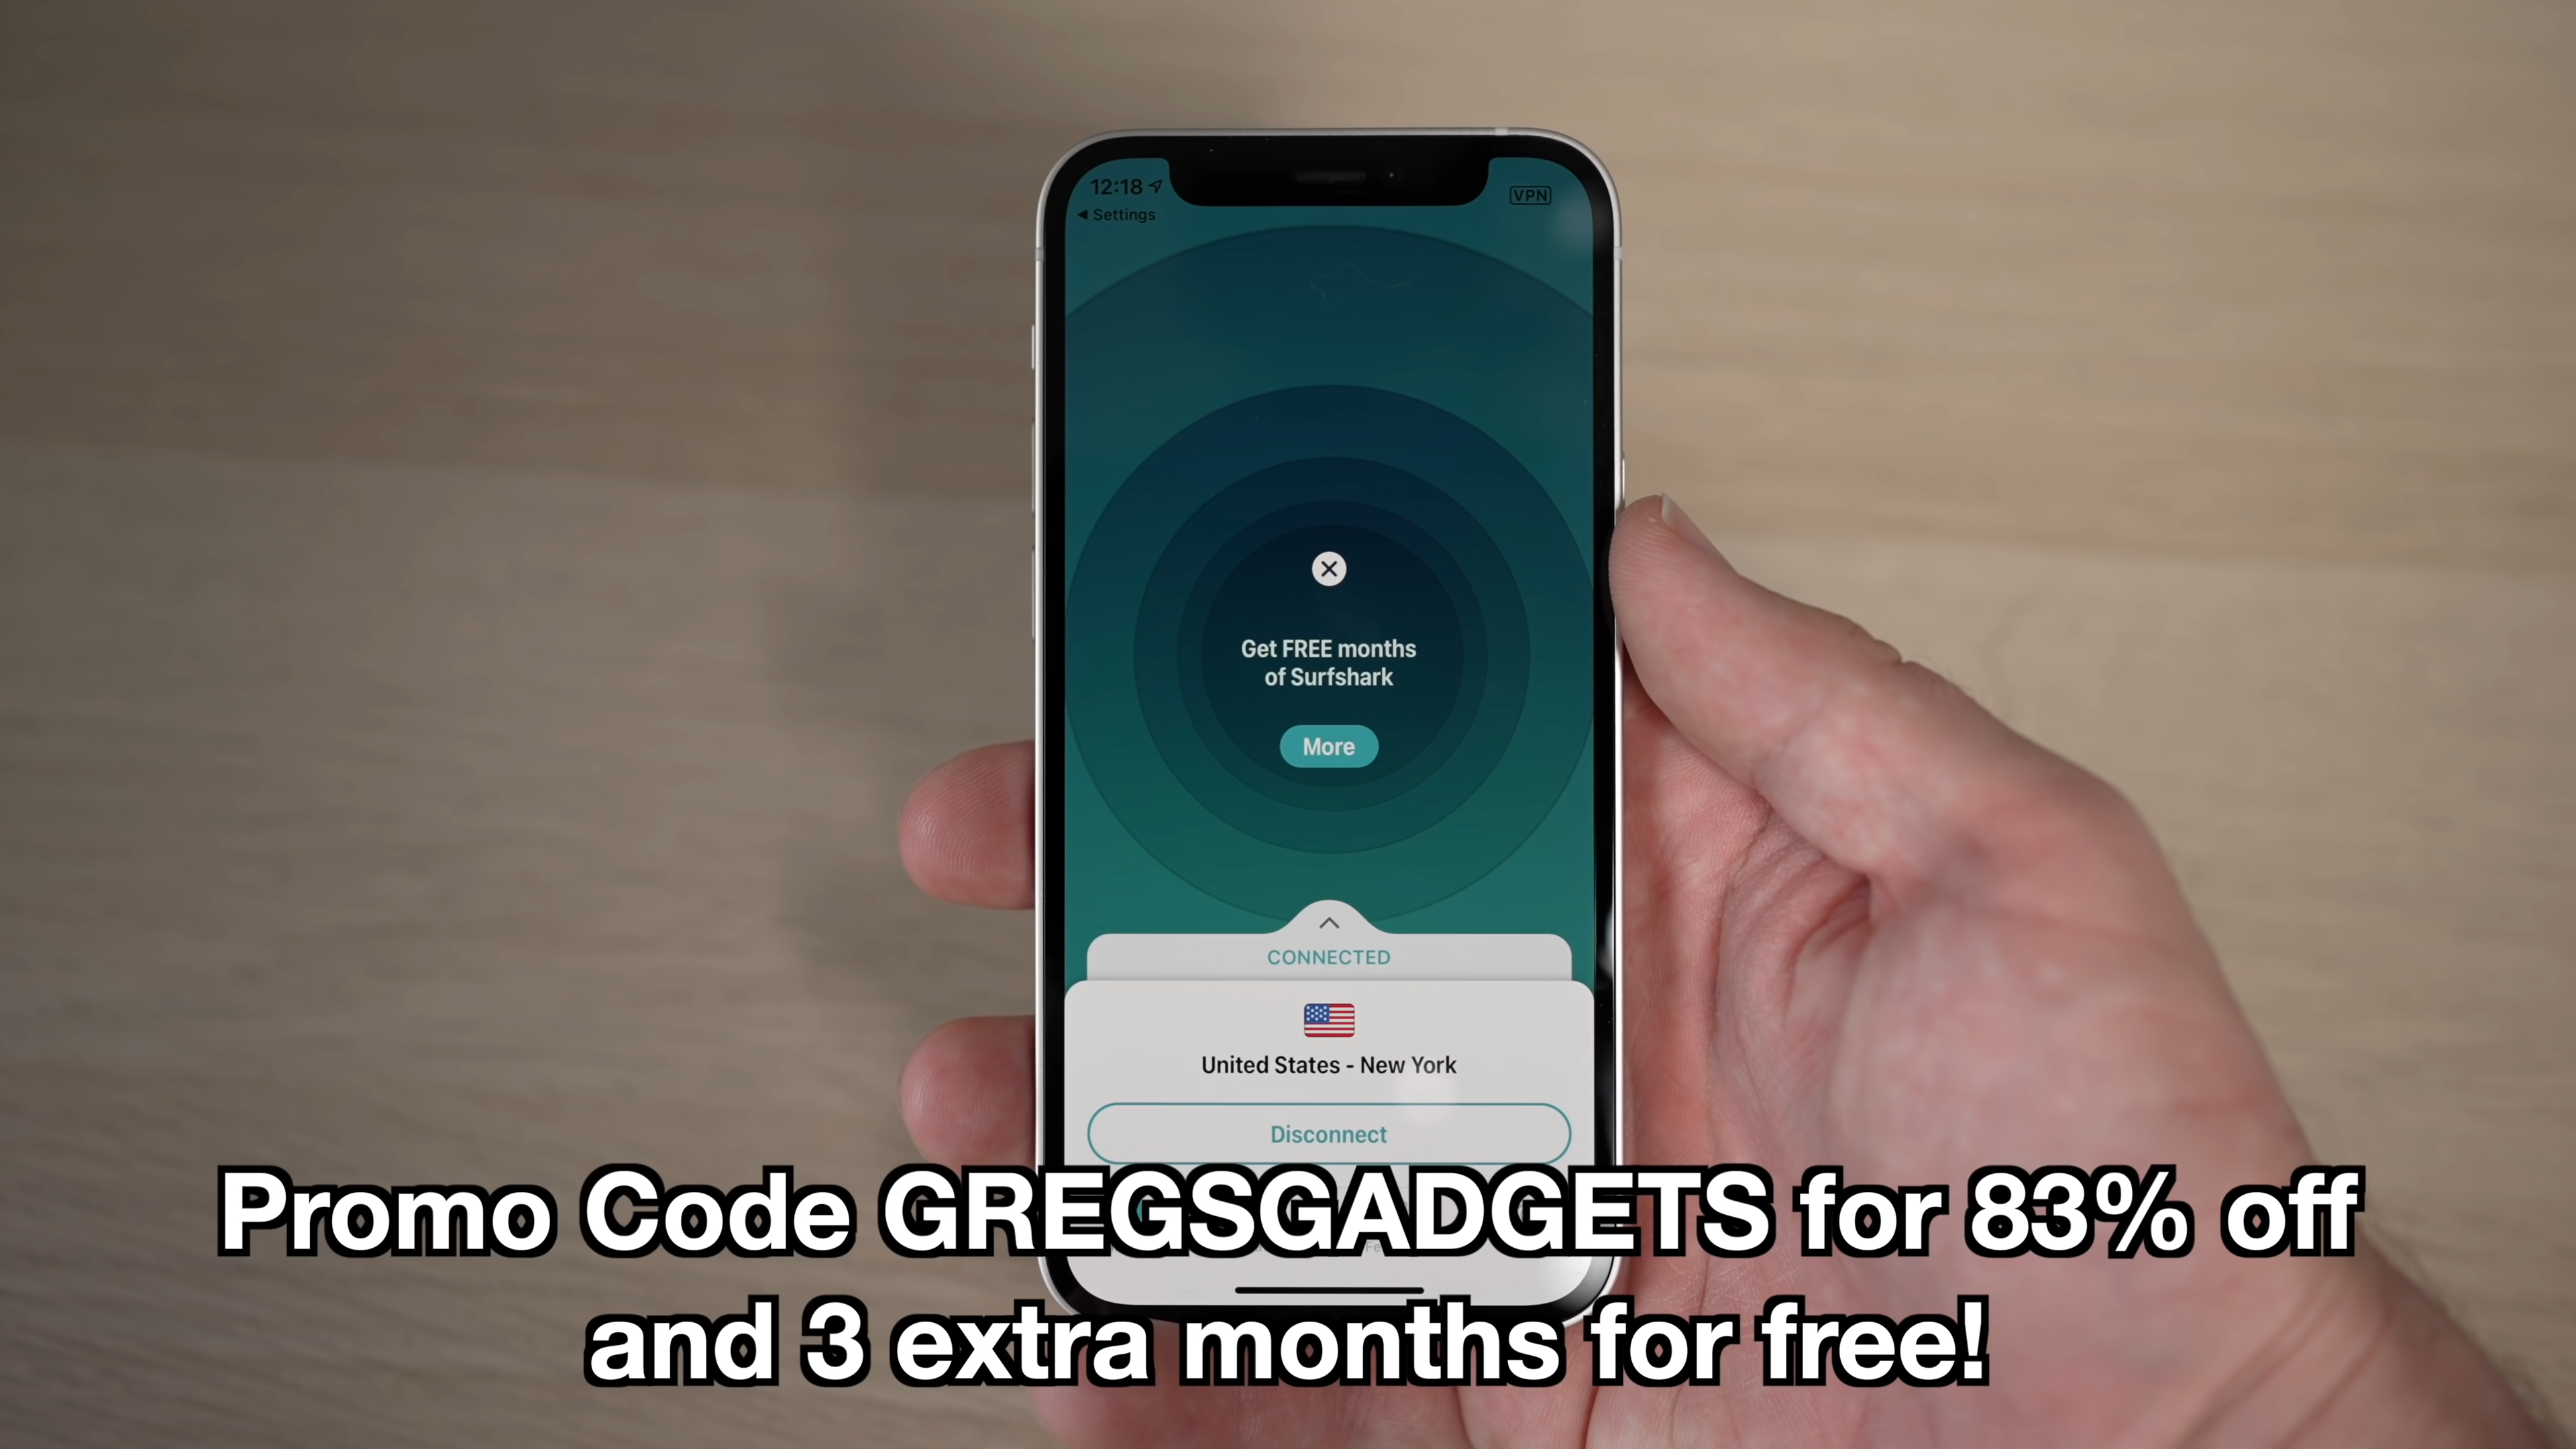 12:18
VPN
Settings
Get FREE months
of Surfshark
More
CONNECTED
United States - New York
Disconnect
Promo Code GREGSGADGETS for 83% off
and 3 extra months for free!